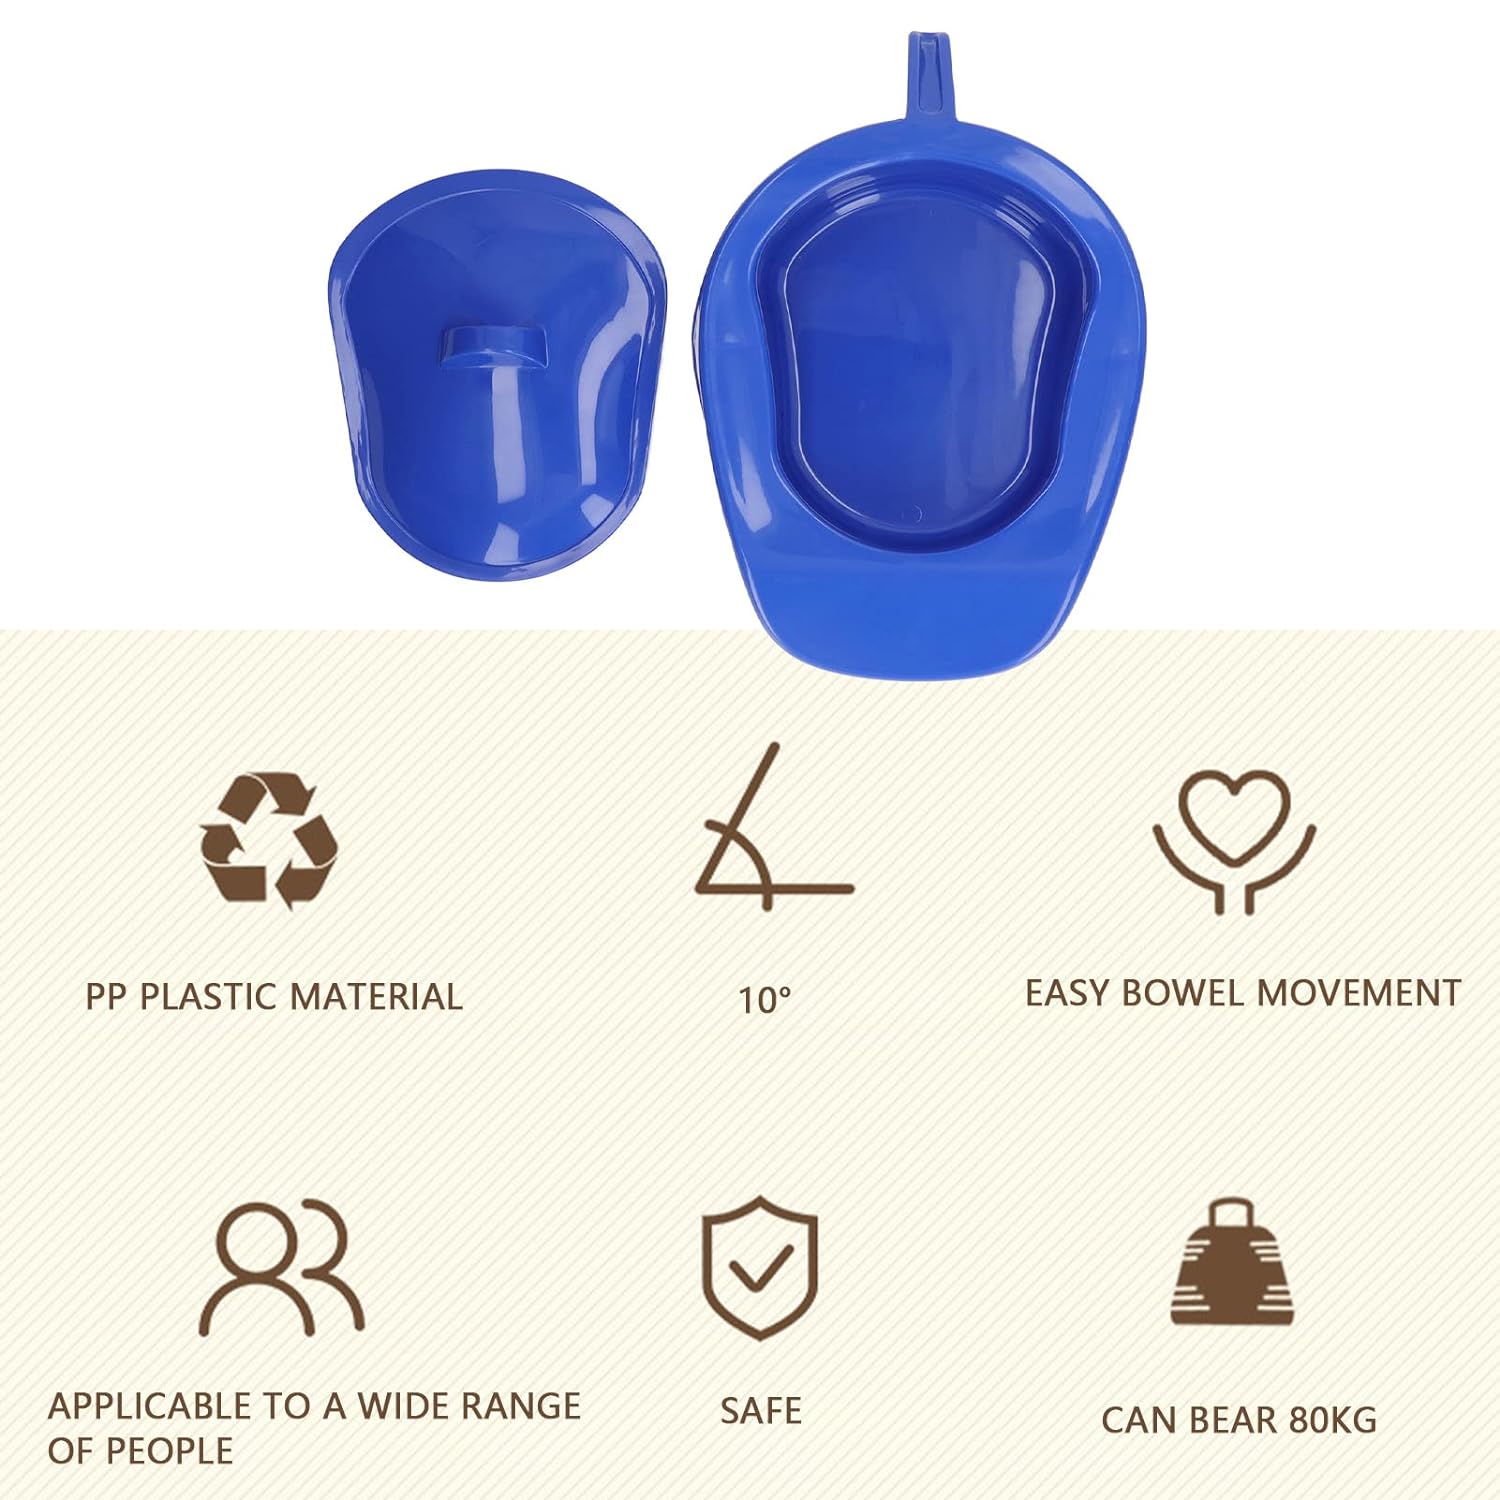 PP PLASTIC MATERIAL
10°
EASY BOWEL MOVEMENT
APPLICABLE TO A WIDE RANGE
OF PEOPLE
SAFE
CAN BEAR 80KG